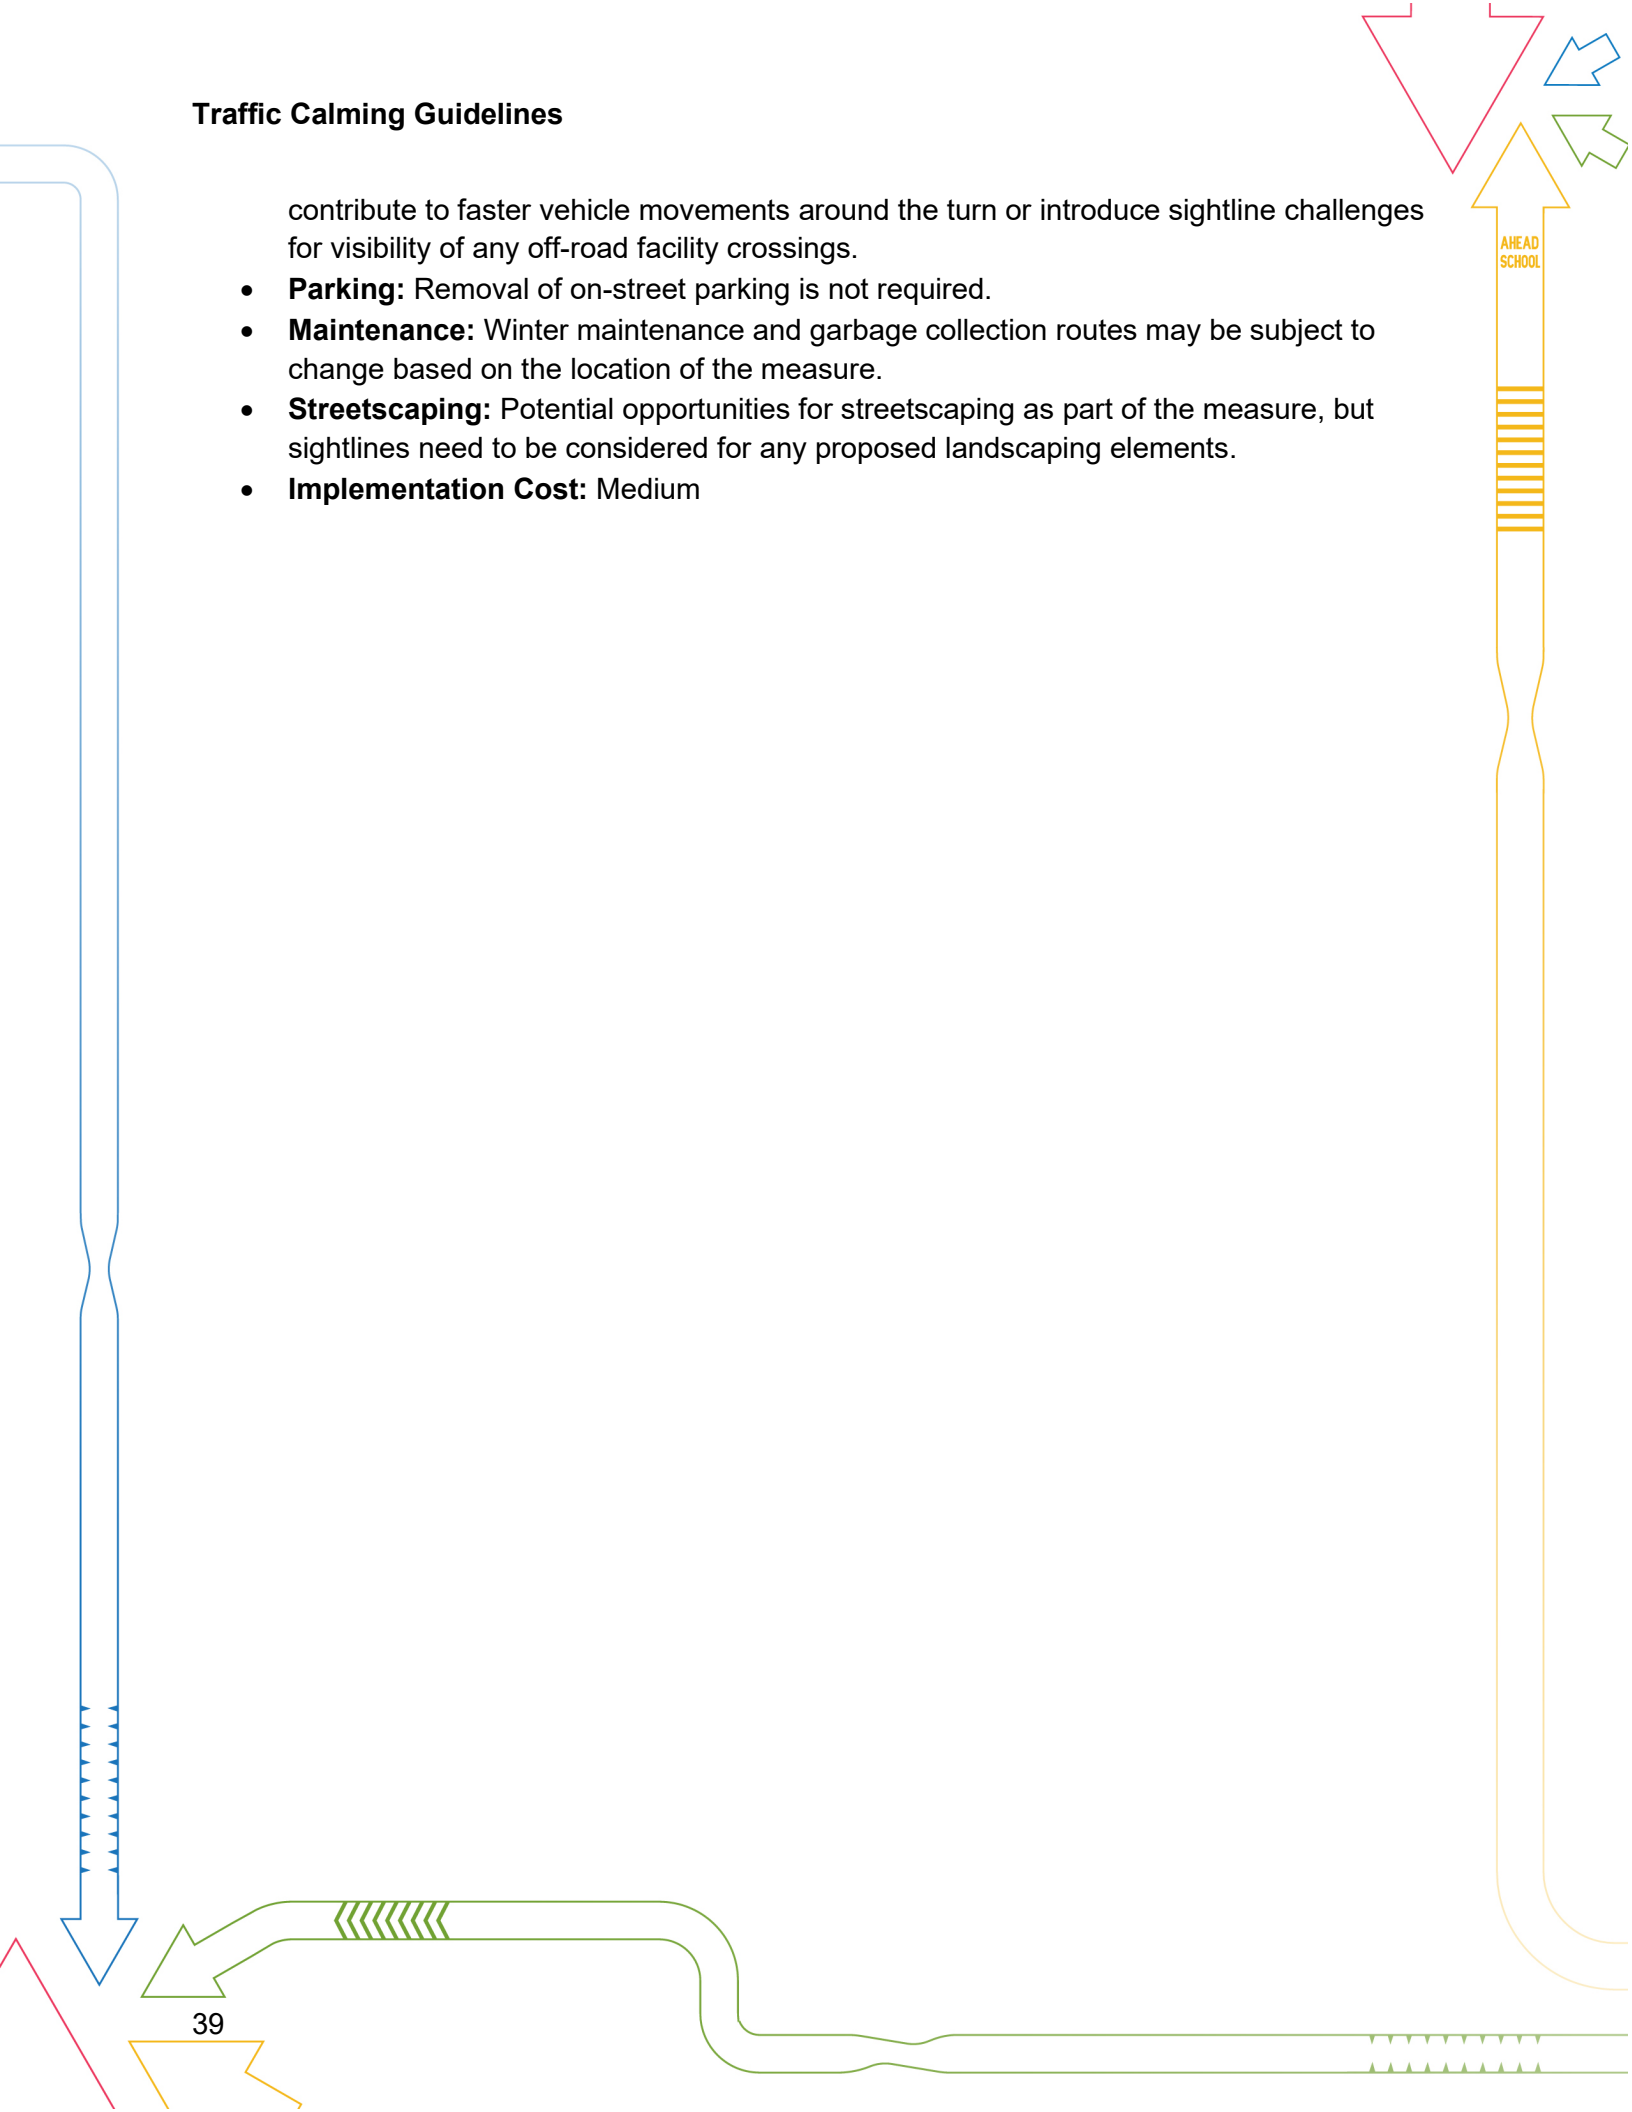 Traffic Calming Guidelines
contribute to faster vehicle movements around the turn or introduce sightline challenges
for visibility of any off-road facility crossings.
• Parking: Removal of on-street parking is not required.
• Maintenance: Winter maintenance and garbage collection routes may be subject to
change based on the location of the measure.
• Streetscaping: Potential opportunities for streetscaping as part of the measure, but
sightlines need to be considered for any proposed landscaping elements.
• Implementation Cost: Medium
AHEAD
SCHOOL
39